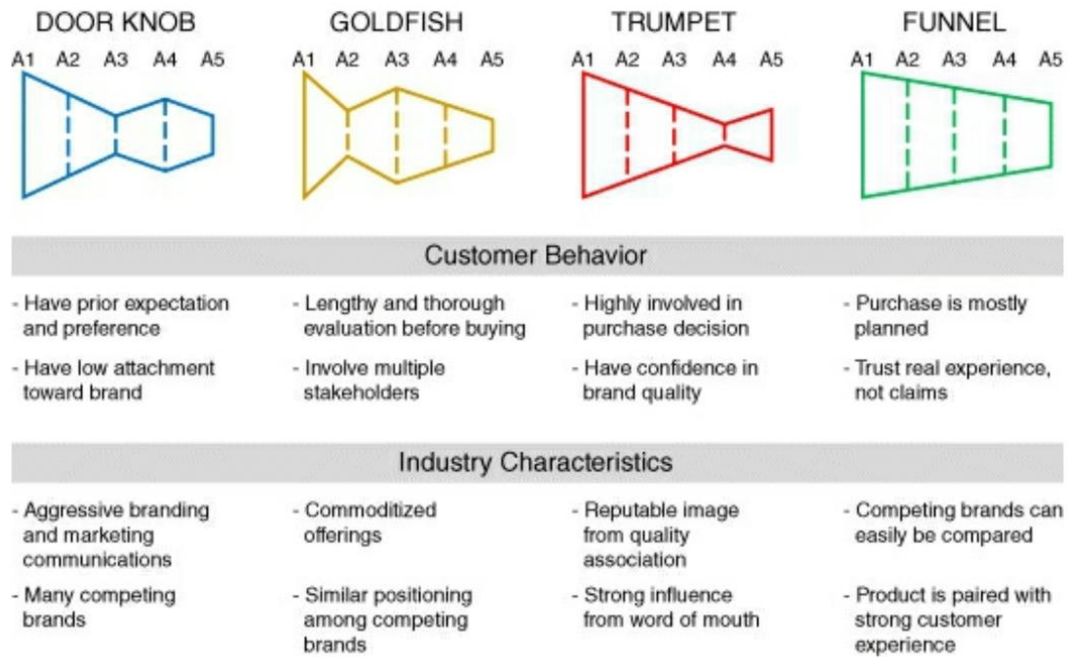 DOOR KNOB
A1 A2 A3 A4 A5
GOLDFISH
A1 A2 A3 A4 A5
TRUMPET
A1 A2 A3 A4 A5
FUNNEL
A1 A2 A3 A4 A5
Customer Behavior
- Have prior expectation
and preference
- Have low attachment
toward brand
- Lengthy and thorough
evaluation before buying
- Involve multiple
stakeholders
- Highly involved in
purchase decision
- Have confidence in
brand quality
- Purchase is mostly
planned
- Trust real experience,
not claims
Industry Characteristics
- Aggressive branding
and marketing
communications
- Many competing
brands
- Commoditized
offerings
- Similar positioning
among competing
brands
- Reputable image
from quality
association
- Strong influence
from word of mouth
- Competing brands can
easily be compared
- Product is paired with
strong customer
experience